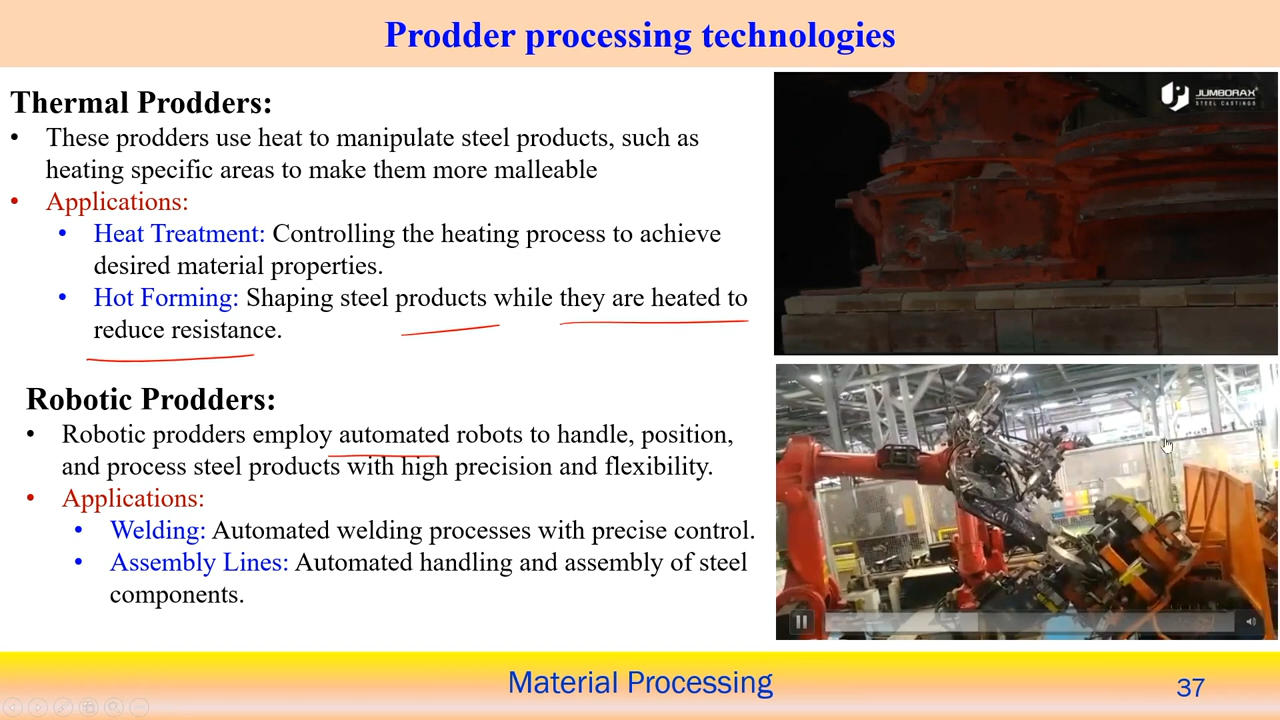 Prodder processing technologies
Thermal Prodders:
• These prodders use heat to manipulate steel products, such as
heating specific areas to make them more malleable
• Applications:
• Heat Treatment: Controlling the heating process to achieve
desired material properties.
• Hot Forming: Shaping steel products while they are heated to
reduce resistance.
Robotic Prodders:
• Robotic prodders employ automated robots to handle, position,
and process steel products with high precision and flexibility.
• Applications:
• Welding: Automated welding processes with precise control.
• Assembly Lines: Automated handling and assembly of steel
components.
JUMBORAX
STEEL CASTINGS
Material Processing
37